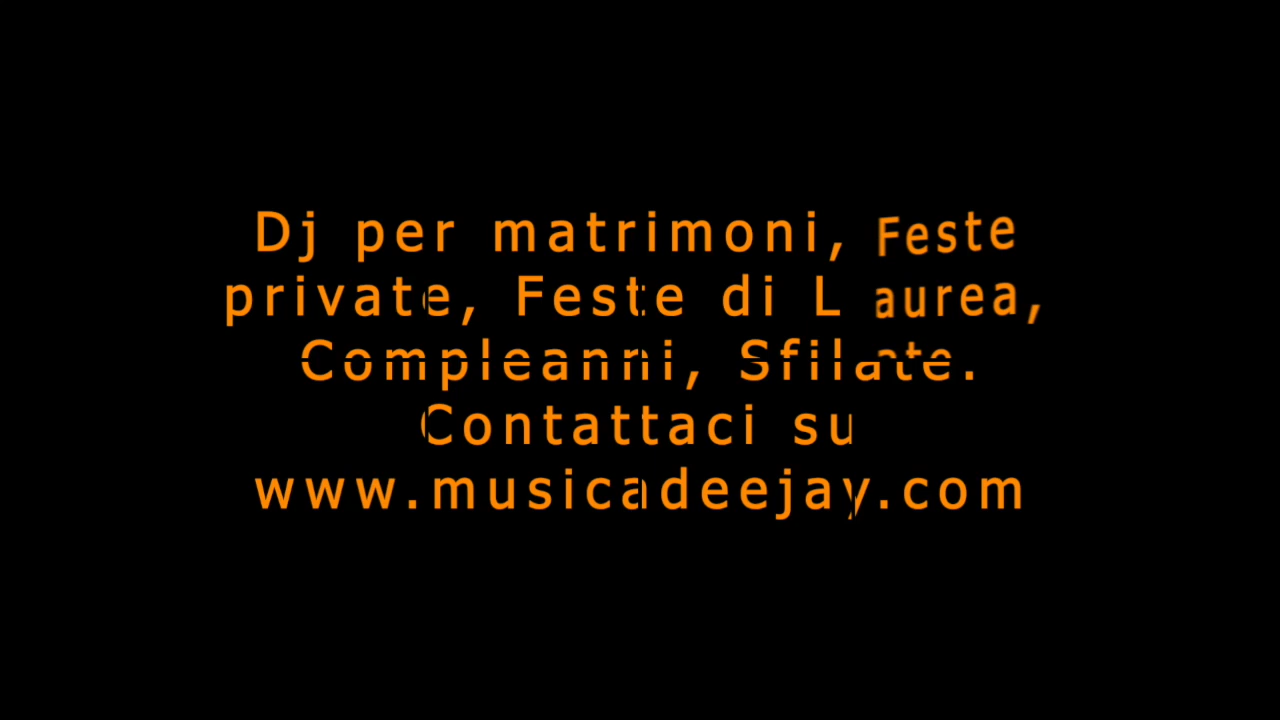 Dj per matrimoni, Feste
private, Feste di Laurea,
Compleanni, Sfilate.
Contattaci su
www.musicadeejay.com